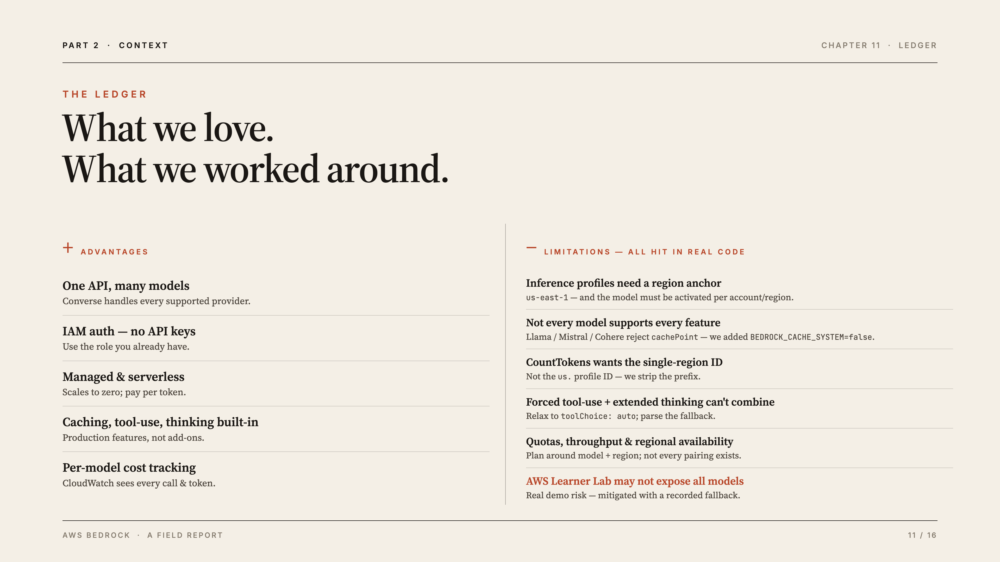 PART 2 · CONTEXT
CHAPTER 11 · LEDGER
THE LEDGER
What we love.
What we worked around.
+ ADVANTAGES
One API, many models
Converse handles every supported provider.
IAM auth — no API keys
Use the role you already have.
Managed & serverless
Scales to zero; pay per token.
Caching, tool-use, thinking built-in
Production features, not add-ons.
Per-model cost tracking
CloudWatch sees every call & token.
— LIMITATIONS — ALL HIT IN REAL CODE
Inference profiles need a region anchor
us-east-1 — and the model must be activated per account/region.
Not every model supports every feature
Llama / Mistral / Cohere reject cachePoint — we added BEDROCK_CACHE_SYSTEM=false.
CountTokens wants the single-region ID
Not the us. profile ID — we strip the prefix.
Forced tool-use + extended thinking can't combine
Relax to toolChoice: auto; parse the fallback.
Quotas, throughput & regional availability
Plan around model + region; not every pairing exists.
AWS Learner Lab may not expose all models
Real demo risk — mitigated with a recorded fallback.
AWS BEDROCK · A FIELD REPORT
11 / 16